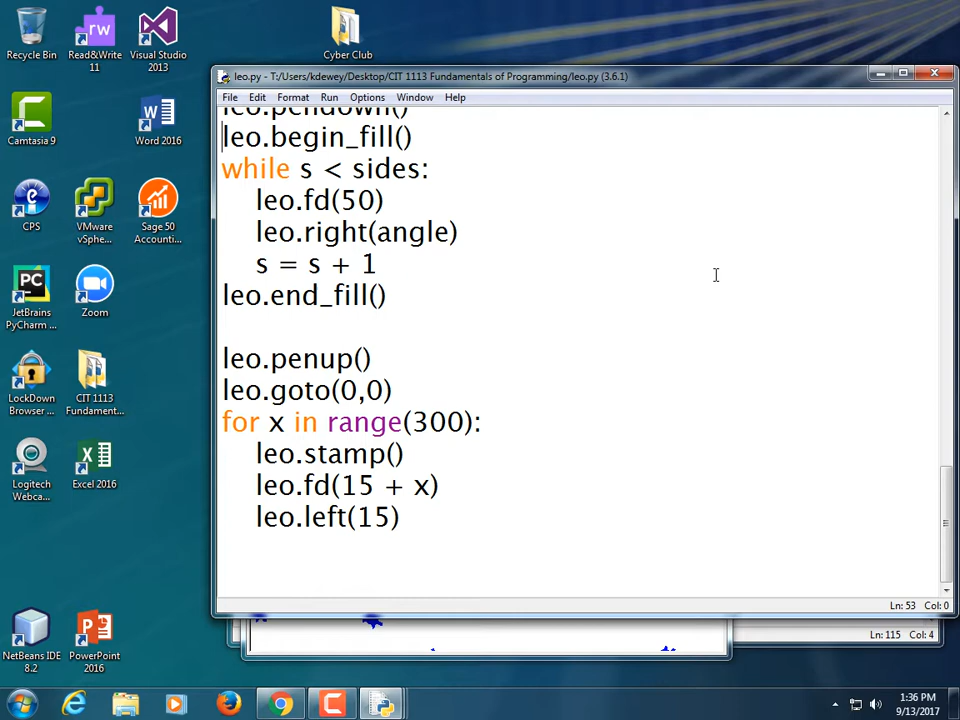 Recycle Bin
Read&Write 11
Visual Studio 2013
Cyber Club
Camtasia 9
Word 2016
CPS
VMware vSphe...
Sage 50 Accounti...
JetBrains PyCharm ...
Zoom
LockDown Browser ...
CIT 1113 Fundament...
Logitech Webca...
Excel 2016
NetBeans IDE 8.2
PowerPoint 2016
leo.py - T:/Users/kdewey/Desktop/CIT 1113 Fundamentals of Programming/leo.py (3.6.1)
File Edit Format Run Options Window Help
leo.pendown()
leo.begin_fill()
while s < sides:
leo.fd(50)
leo.right(angle)
s = s + 1
leo.end_fill()
leo.penup()
leo.goto(0,0)
for x in range(300):
leo.stamp()
leo.fd(15 + x)
leo.left(15)
Ln: 53 Col: 0
Ln: 115 Col: 4
1:36 PM
9/13/2017